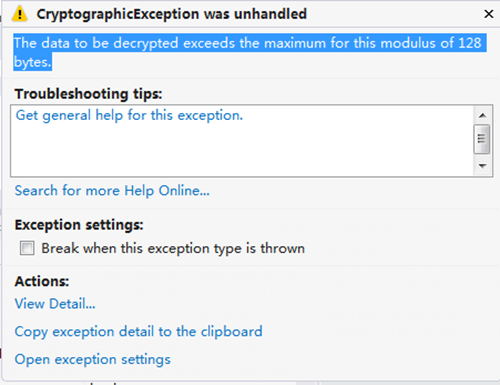 CryptographicException was unhandled
The data to be decrypted exceeds the maximum for this modulus of 128
bytes.
Troubleshooting tips:
Get general help for this exception.
Search for more Help Online...
Exception settings:
Break when this exception type is thrown
Actions:
View Detail...
Copy exception detail to the clipboard
Open exception settings